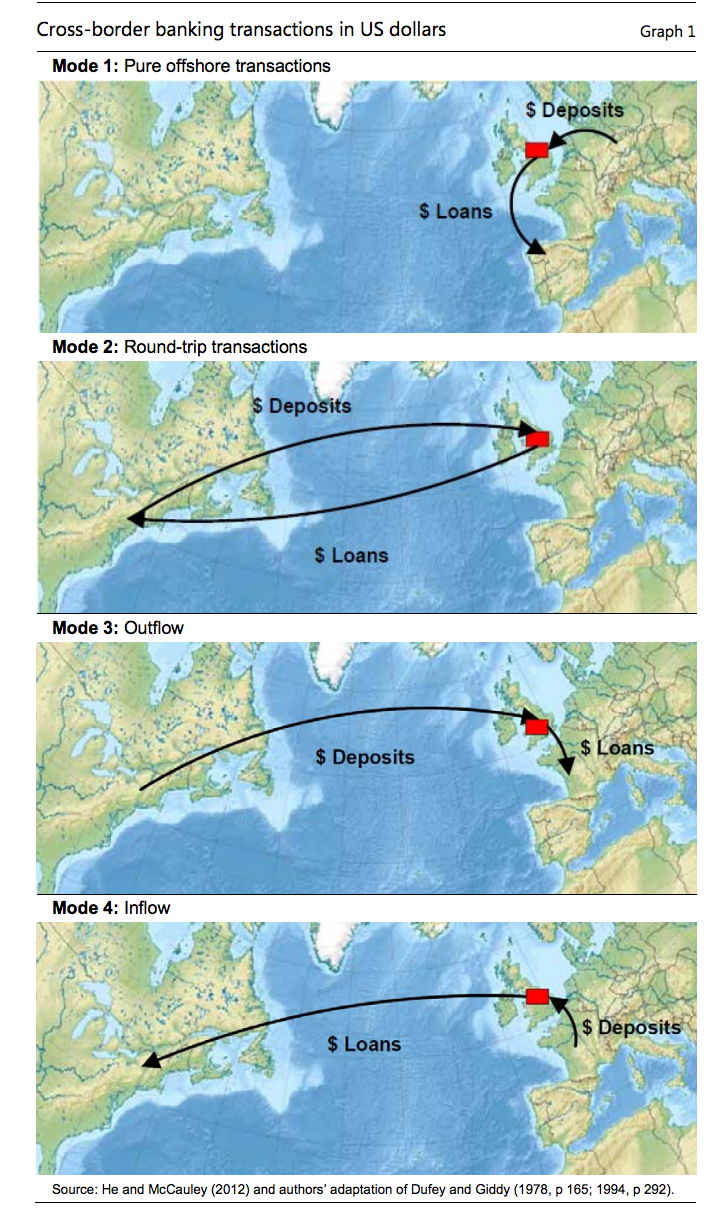 Cross-border banking transactions in US dollars
Graph 1
Mode 1: Pure offshore transactions
$ Deposits
$ Loans
Mode 2: Round-trip transactions
$ Deposits
$ Loans
Mode 3: Outflow
$ Deposits
$ Loans
Mode 4: Inflow
$ Deposits
$ Loans
Source: He and McCauley (2012) and authors’ adaptation of Dufey and Giddy (1978, p 165; 1994, p 292).